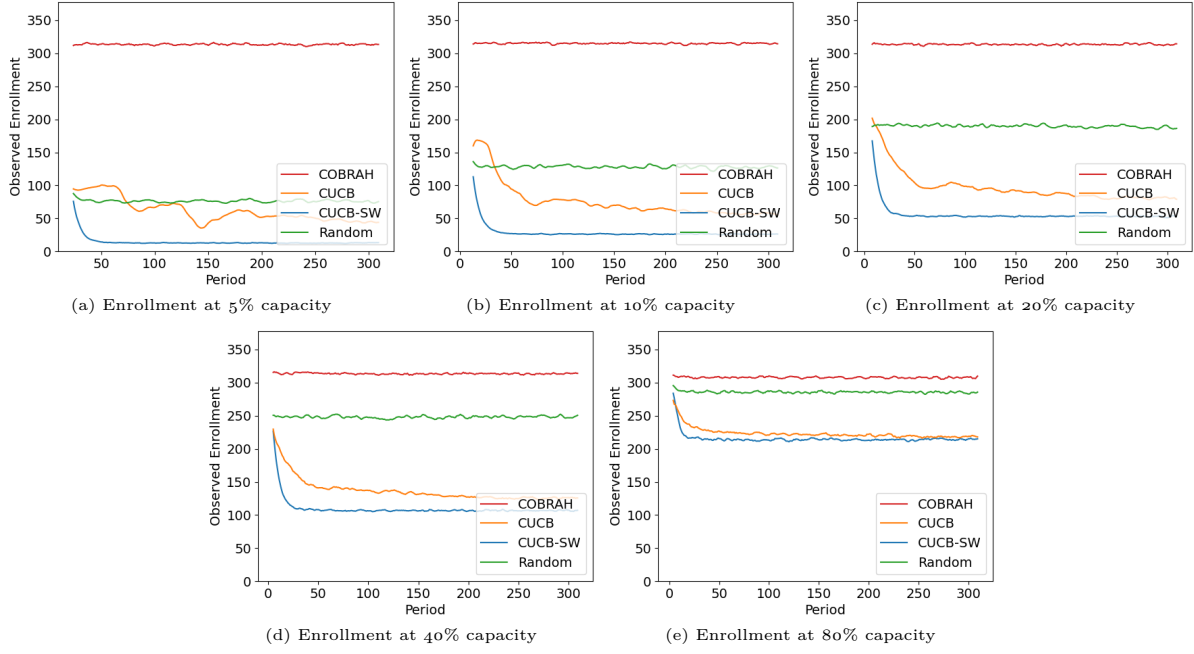 350
300
250
200
150
100
50
0
Observed Enrollment
COBRAH
CUCB
CUCB-SW
Random
50 100 150 200 250 300
Period
(a) Enrollment at 5% capacity
350
300
250
200
150
100
50
0
Observed Enrollment
COBRAH
CUCB
CUCB-SW
Random
0 50 100 150 200 250 300
Period
(b) Enrollment at 10% capacity
350
300
250
200
150
100
50
0
Observed Enrollment
COBRAH
CUCB
CUCB-SW
Random
0 50 100 150 200 250 300
Period
(c) Enrollment at 20% capacity
350
300
250
200
150
100
50
0
Observed Enrollment
COBRAH
CUCB
CUCB-SW
Random
0 50 100 150 200 250 300
Period
(d) Enrollment at 40% capacity
350
300
250
200
150
100
50
0
Observed Enrollment
COBRAH
CUCB
CUCB-SW
Random
0 50 100 150 200 250 300
Period
(e) Enrollment at 80% capacity